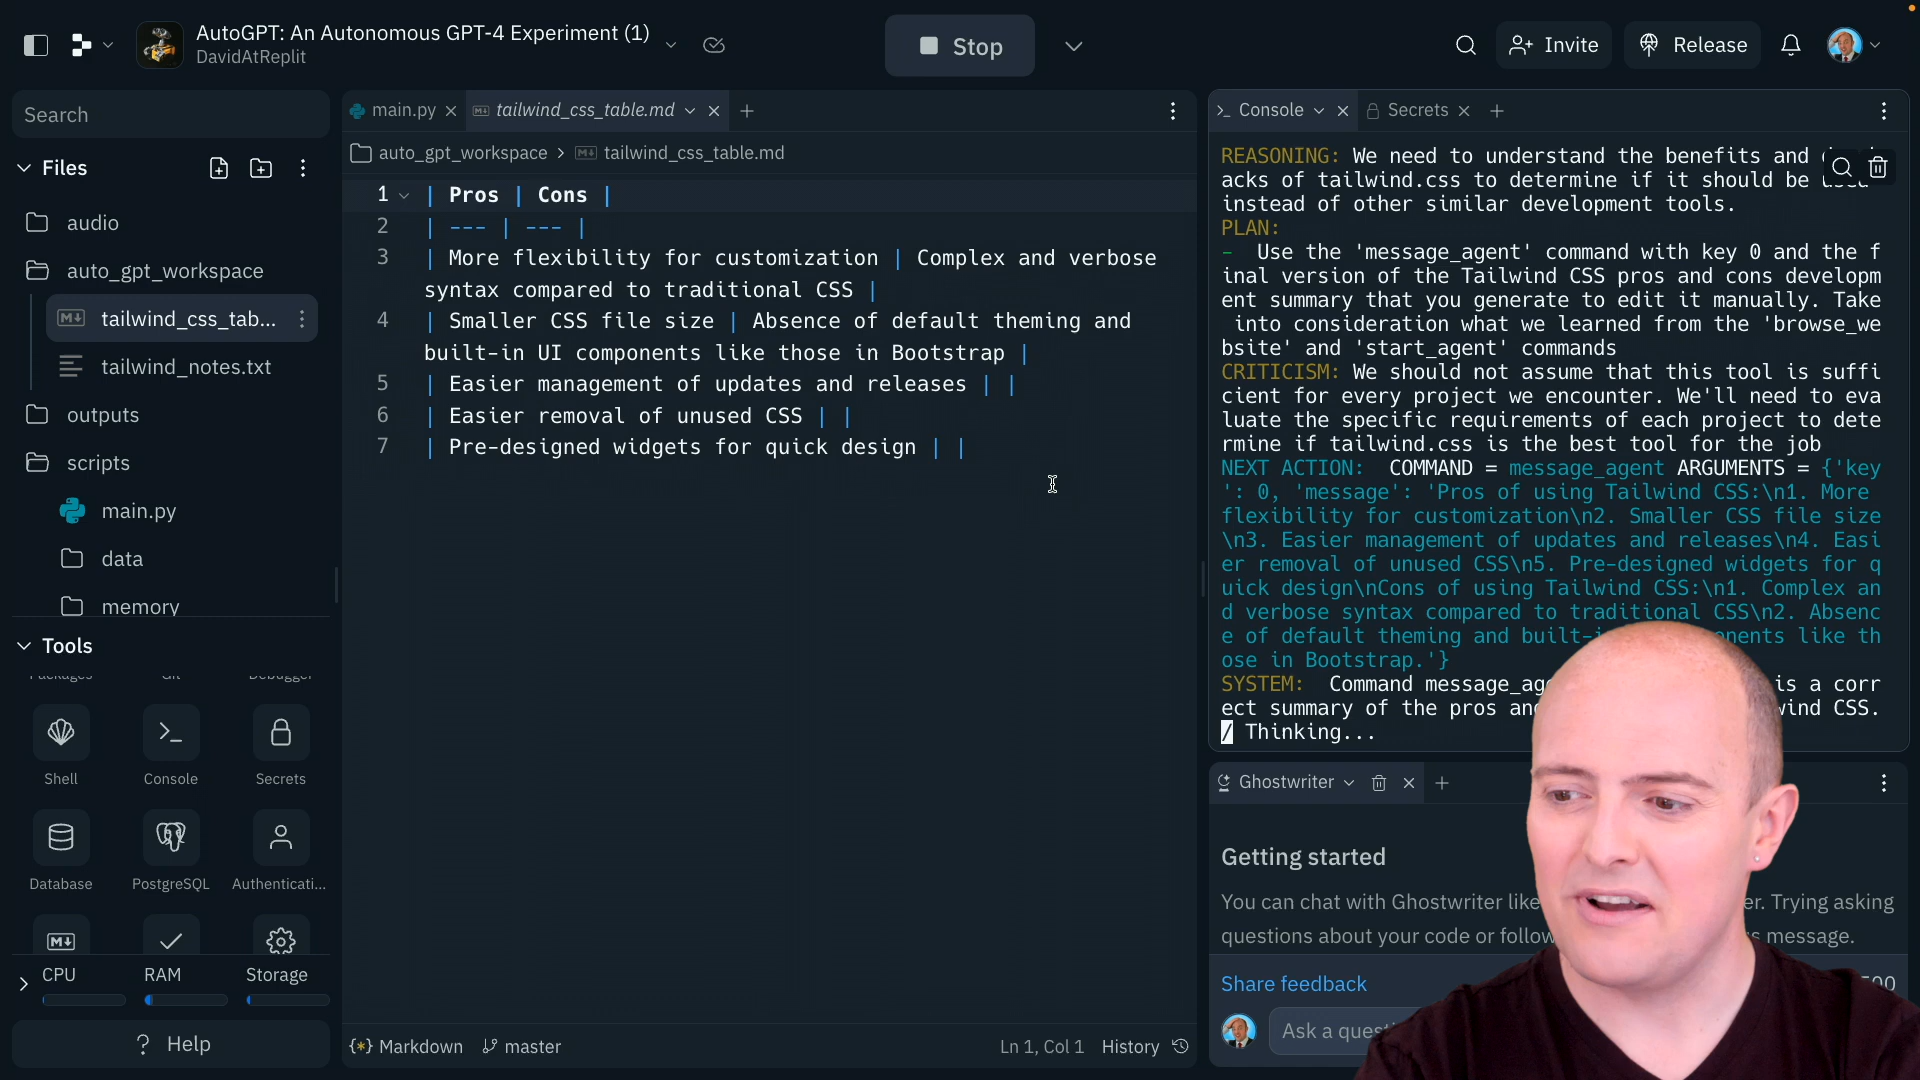 AutoGPT: An Autonomous GPT-4 Experiment (1)
DavidAtReplit
Stop
Invite
Release
Search
Files
audio
auto_gpt_workspace
tailwind_css_tab...
tailwind_notes.txt
outputs
scripts
main.py
data
memory
Tools
Packages
Git
Debugger
Shell
Console
Secrets
Database
PostgreSQL
Authenticati...
CPU
RAM
Storage
? Help
main.py
tailwind_css_table.md
auto_gpt_workspace > tailwind_css_table.md
1 | Pros | Cons |
2 | --- | --- |
3 | More flexibility for customization | Complex and verbose
syntax compared to traditional CSS |
4 | Smaller CSS file size | Absence of default theming and
built-in UI components like those in Bootstrap |
5 | Easier management of updates and releases | |
6 | Easier removal of unused CSS | |
7 | Pre-designed widgets for quick design | |
{*} Markdown
master
Ln 1, Col 1
History
Console
Secrets
REASONING: We need to understand the benefits and
acks of tailwind.css to determine if it should be used
instead of other similar development tools.
PLAN:
- Use the 'message_agent' command with key 0 and the f
inal version of the Tailwind CSS pros and cons developm
ent summary that you generate to edit it manually. Take
into consideration what we learned from the 'browse_we
bsite' and 'start_agent' commands
CRITICISM: We should not assume that this tool is suffi
cient for every project we encounter. We'll need to eva
luate the specific requirements of each project to dete
rmine if tailwind.css is the best tool for the job
NEXT ACTION: COMMAND = message_agent ARGUMENTS = {'key
': 0, 'message': 'Pros of using Tailwind CSS:\n1. More
flexibility for customization\n2. Smaller CSS file size
\n3. Easier management of updates and releases\n4. Easi
er removal of unused CSS\n5. Pre-designed widgets for q
uick design\nCons of using Tailwind CSS:\n1. Complex an
d verbose syntax compared to traditional CSS\n2. Absenc
e of default theming and built-i onents like th
ose in Bootstrap.'}
SYSTEM: Command message_ag is a corr
ect summary of the pros an wind CSS.
/ Thinking...
Ghostwriter
Getting started
You can chat with Ghostwriter like er. Trying asking
questions about your code or follow s message.
Share feedback
Ask a quest